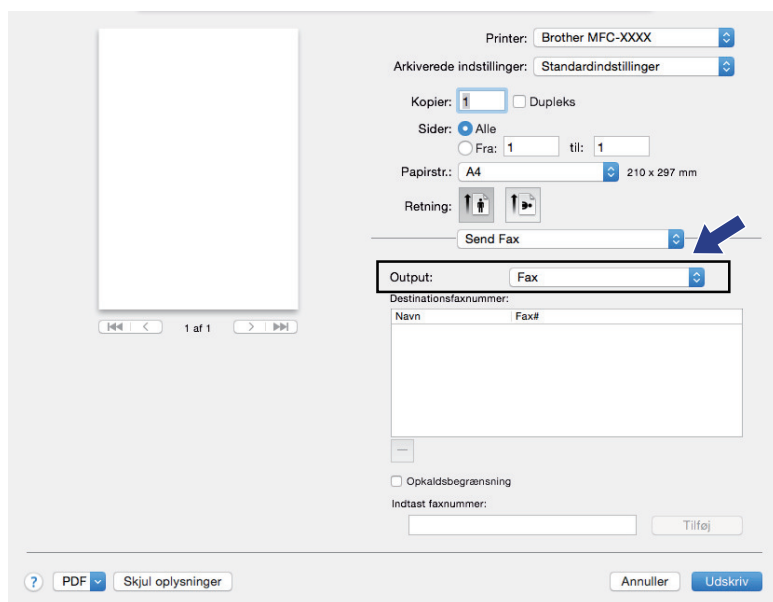 Printer: Brother MFC-XXXX
Arkiverede indstillinger: Standardindstillinger
Kopier: 1 Dupleks
Sider: Alle
Fra: 1 til: 1
Papirstr.: A4 210 x 297 mm
Retning:
Send Fax
Output: Fax
Destinationsfaxnummer:
Navn Fax#
1 af 1
Opkaldsbegrænsning
Indtast faxnummer:
Tilføj
? PDF Skjul oplysninger Annuller Udskriv